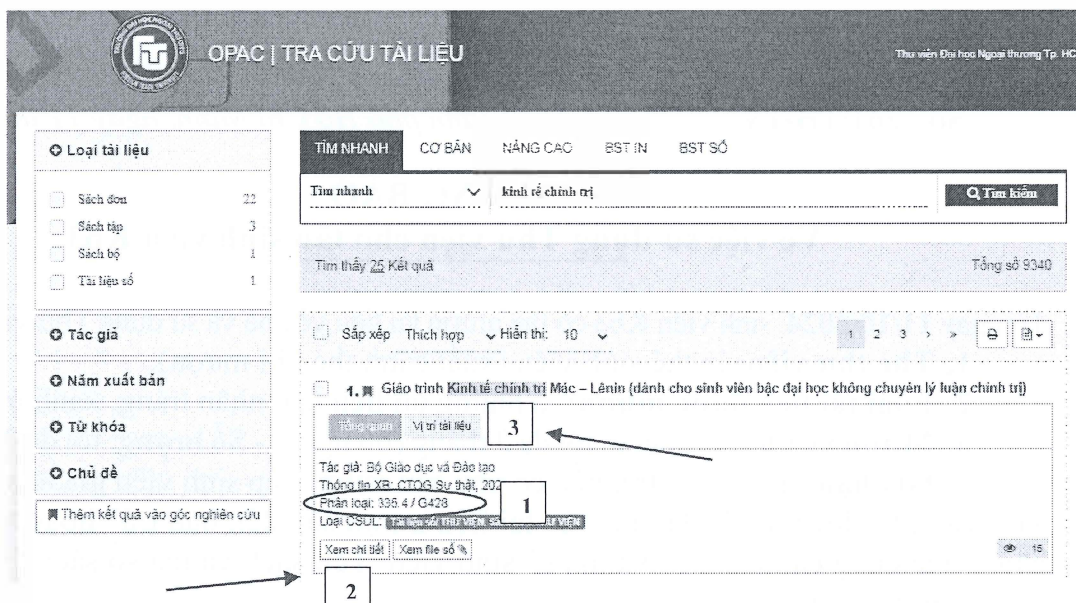 OPAC | TRA CỨU TÀI LIỆU
Thư viện Đại học Ngoại thương Tp. HC
Loại tài liệu
Sách đơn 22
Sách tập 3
Sách bộ 1
Tài liệu số 1
Tác giả
Năm xuất bản
Từ khóa
Chủ đề
Thêm kết quả vào góc nghiên cứu
TÌM NHANH CƠ BẢN NÂNG CAO BST IN BST SỐ
Tìm nhanh kinh tế chính trị Tìm kiếm
Tìm thấy 25 Kết quả Tổng số 9340
Sắp xếp Thích hợp Hiển thị: 10 1 2 3 › »
1. Giáo trình Kinh tế chính trị Mác – Lênin (dành cho sinh viên bậc đại học không chuyên lý luận chính trị)
Tổng quan Vị trí tài liệu 3
Tác giả: Bộ Giáo dục và Đào tạo
Thông tin XB: CTQG Sự thật, 202
Phân loại: 335.4 / G428 1
Loại CSDL:
Xem chi tiết Xem file số 15
2